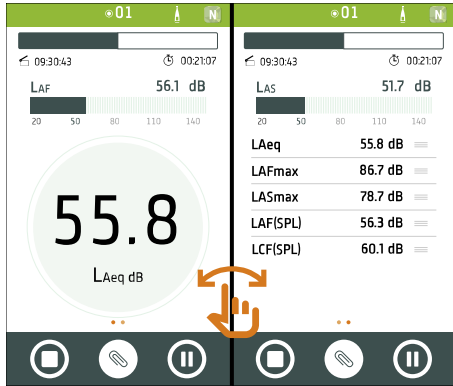 01
N
09:30:43 00:21:07
LAF 56.1 dB
20 50 80 110 140
55.8
LAeq dB
01
N
09:30:43 00:21:07
LAS 51.7 dB
20 50 80 110 140
LAeq 55.8 dB
LAFmax 86.7 dB
LASmax 78.7 dB
LAF(SPL) 56.3 dB
LCF(SPL) 60.1 dB